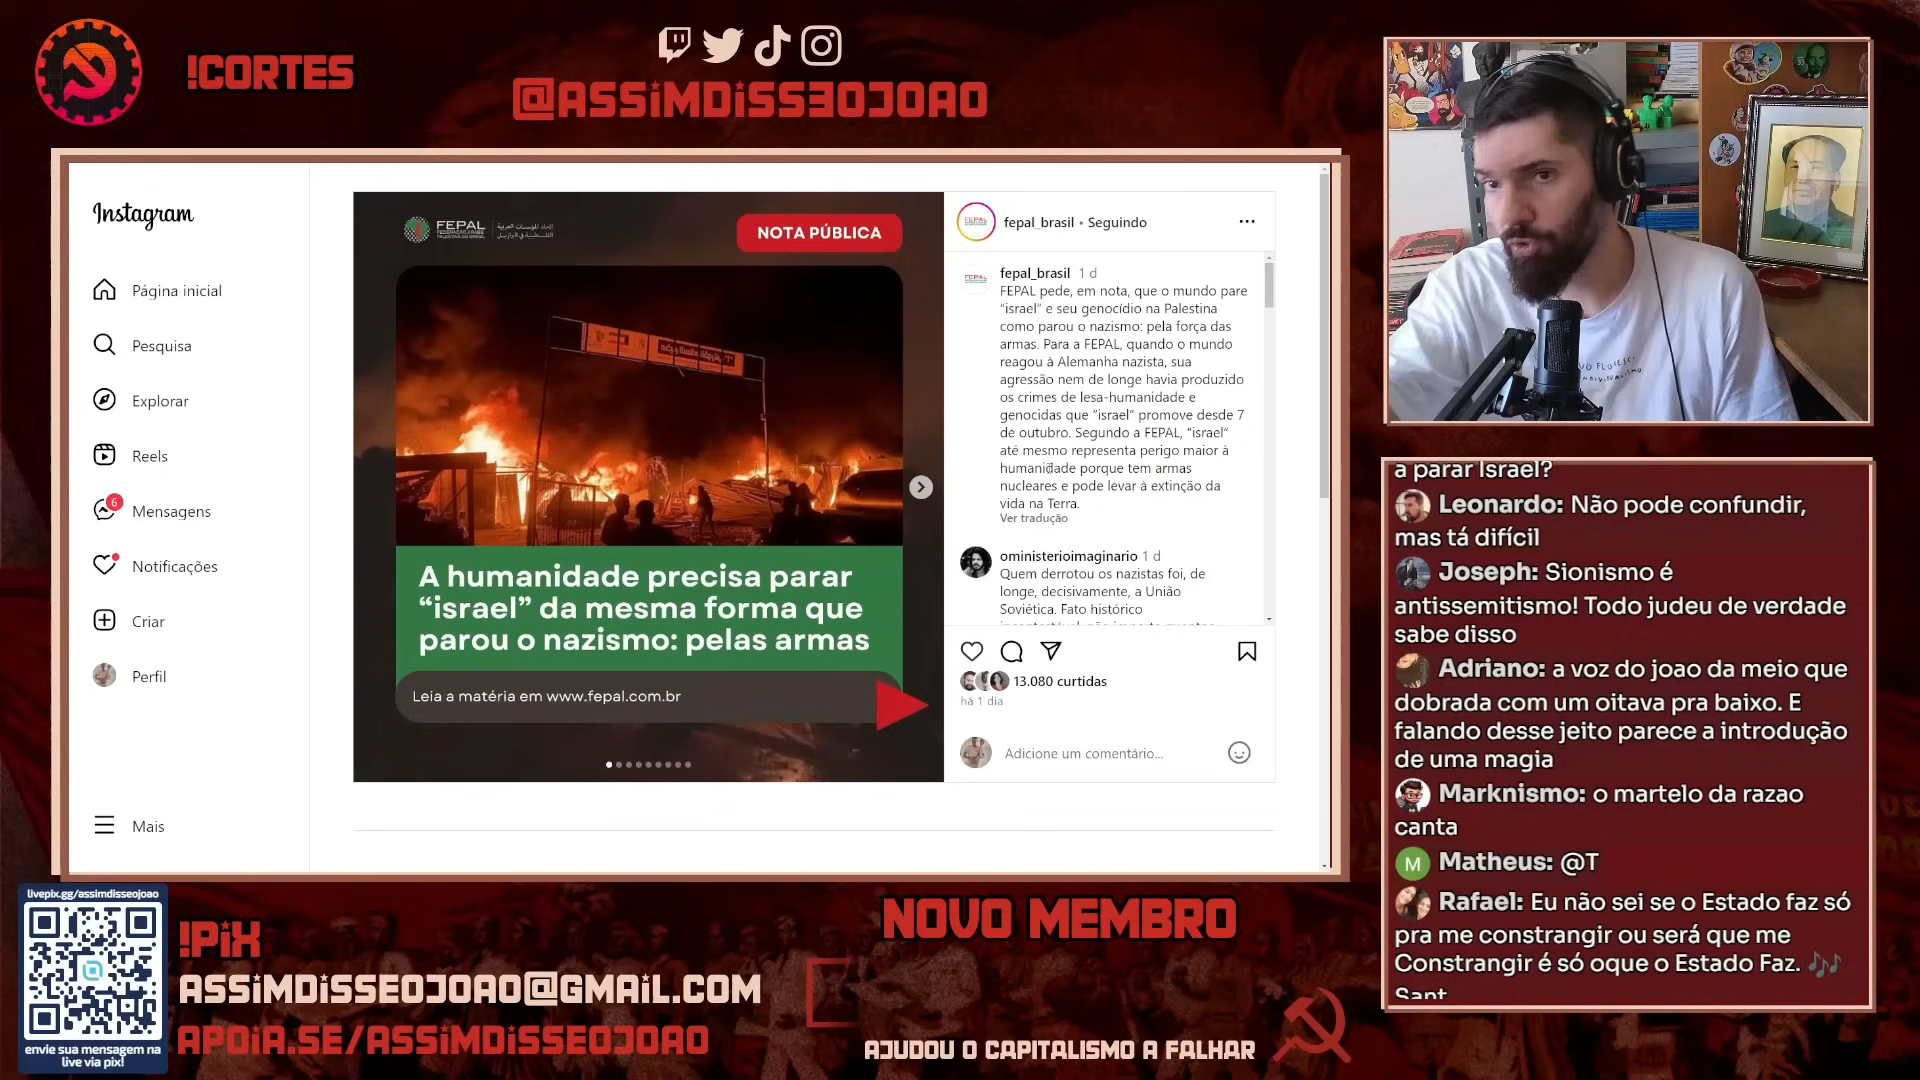 !CORTES
@ASSIMDISSEOJOAO
Instagram
Página inicial
Pesquisa
Explorar
Reels
6
Mensagens
Notificações
Criar
Perfil
Mais
FEPAL
FEDERAÇÃO ÁRABE
PALESTINA DO BRASIL
NOTA PÚBLICA
A humanidade precisa parar
“israel” da mesma forma que
parou o nazismo: pelas armas
Leia a matéria em www.fepal.com.br
fepal_brasil • Seguindo
fepal_brasil 1 d
FEPAL pede, em nota, que o mundo pare
“israel” e seu genocídio na Palestina
como parou o nazismo: pela força das
armas. Para a FEPAL, quando o mundo
reagou à Alemanha nazista, sua
agressão nem de longe havia produzido
os crimes de lesa-humanidade e
genocidas que “israel” promove desde 7
de outubro. Segundo a FEPAL, “israel”
até mesmo representa perigo maior à
humanidade porque tem armas
nucleares e pode levar à extinção da
vida na Terra.
Ver tradução
oministerioimaginario 1 d
Quem derrotou os nazistas foi, de
longe, decisivamente, a União
Soviética. Fato histórico
13.080 curtidas
há 1 dia
Adicione um comentário...
a parar Israel?
Leonardo: Não pode confundir,
mas tá difícil
Joseph: Sionismo é
antissemitismo! Todo judeu de verdade
sabe disso
Adriano: a voz do joao da meio que
dobrada com um oitava pra baixo. E
falando desse jeito parece a introdução
de uma magia
Marknismo: o martelo da razao
canta
M Matheus: @T
Rafael: Eu não sei se o Estado faz só
pra me constrangir ou será que me
Constrangir é só oque o Estado Faz. 🎶
Sant
livepix.gg/assimdisseojoao
envie sua mensagem na
live via pix!
!PIX
ASSIMDISSEOJOAO@GMAIL.COM
APOIA.SE/ASSIMDISSEOJOAO
NOVO MEMBRO
AJUDOU O CAPITALISMO A FALHAR